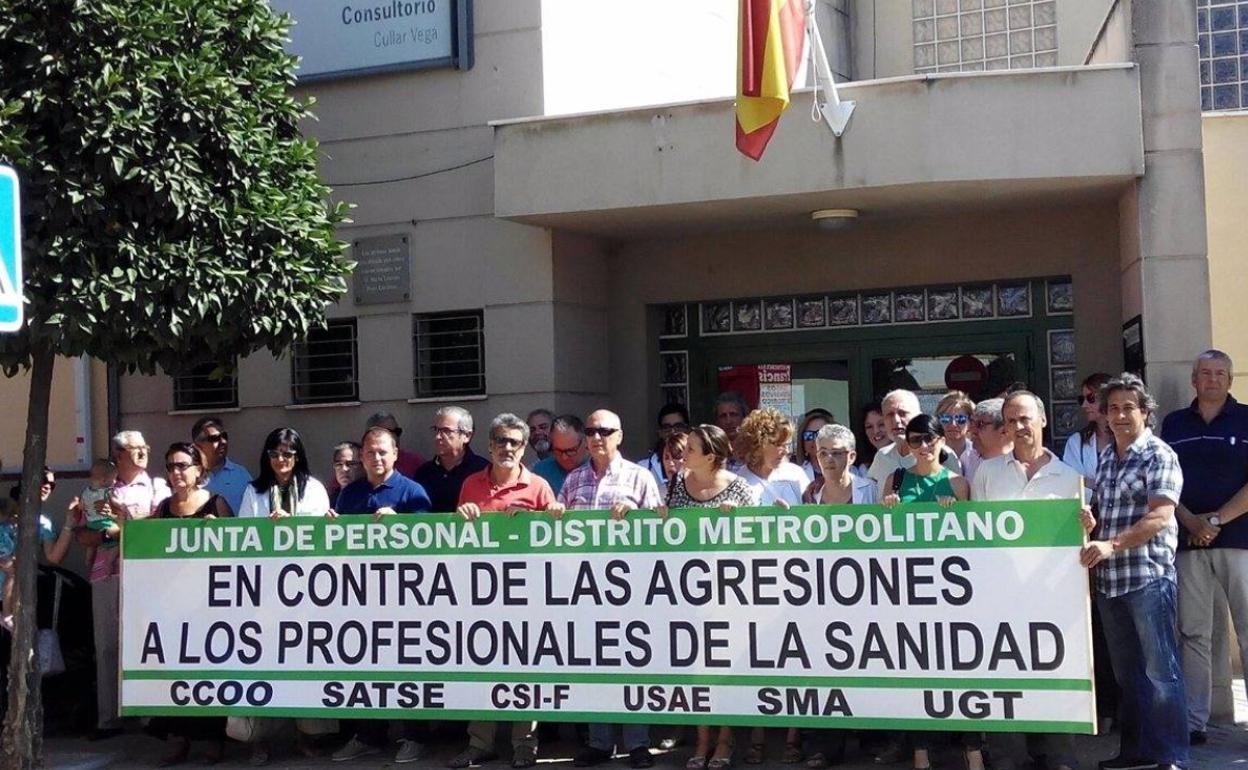 Consultorio
Cullar Vega
JUNTA DE PERSONAL - DISTRITO METROPOLITANO
EN CONTRA DE LAS AGRESIONES
A LOS PROFESIONALES DE LA SANIDAD
CCOO SATSE CSI-F USAE SMA UGT